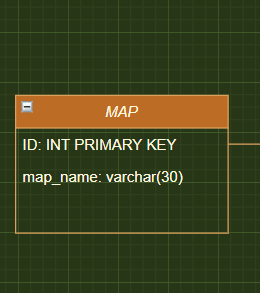 MAP
ID: INT PRIMARY KEY
map_name: varchar(30)